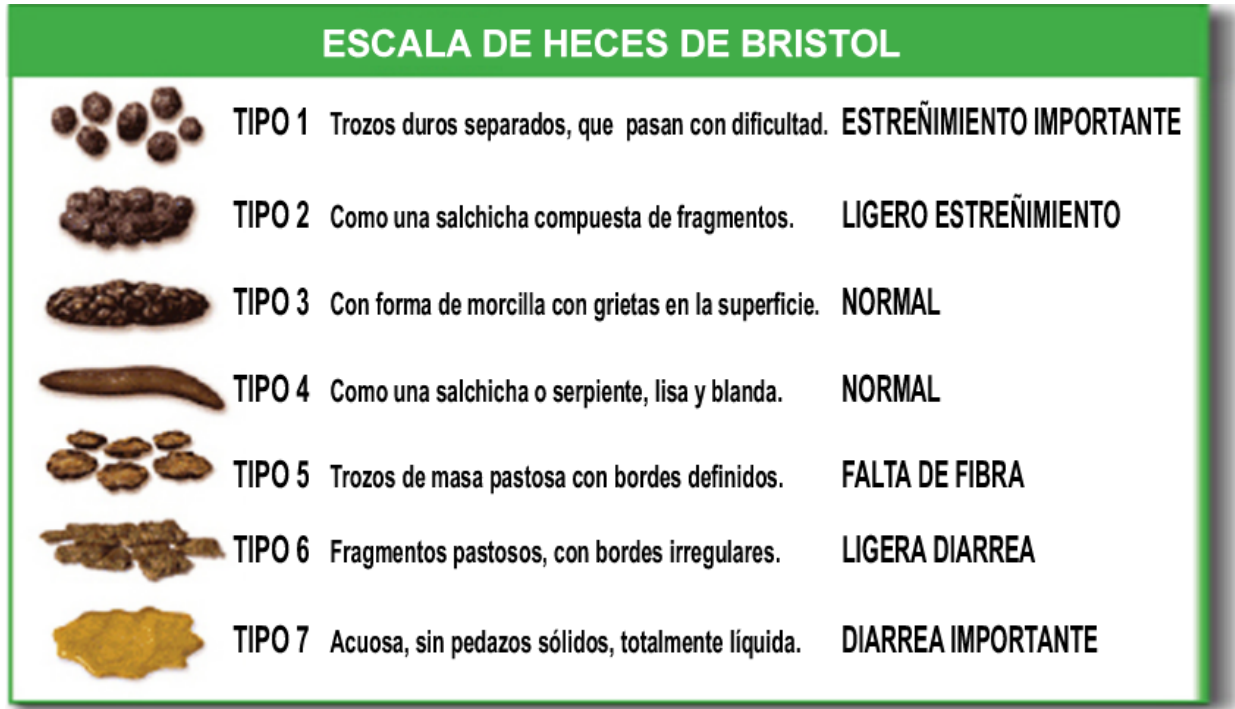 ESCALA DE HECES DE BRISTOL
TIPO 1 Trozos duros separados, que pasan con dificultad. ESTREÑIMIENTO IMPORTANTE
TIPO 2 Como una salchicha compuesta de fragmentos. LIGERO ESTREÑIMIENTO
TIPO 3 Con forma de morcilla con grietas en la superficie. NORMAL
TIPO 4 Como una salchicha o serpiente, lisa y blanda. NORMAL
TIPO 5 Trozos de masa pastosa con bordes definidos. FALTA DE FIBRA
TIPO 6 Fragmentos pastosos, con bordes irregulares. LIGERA DIARREA
TIPO 7 Acuosa, sin pedazos sólidos, totalmente líquida. DIARREA IMPORTANTE